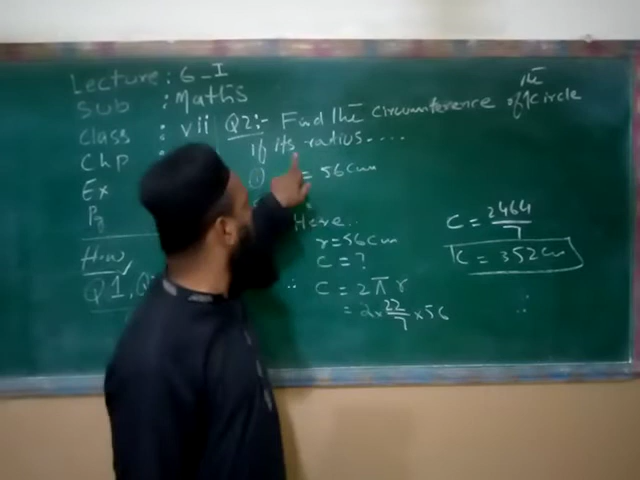 Lecture : 6_I
Sub : Maths
Class : vii
Chp :
Ex
Pg
H.w
Q1, Q
Q2:- Find the circumference of the circle
if its radius....
(i) = 56cm
Here..
r=56cm
C = ?
∴ C = 2πr
= 2×22/7×56
C = 2464/7
C = 352cm